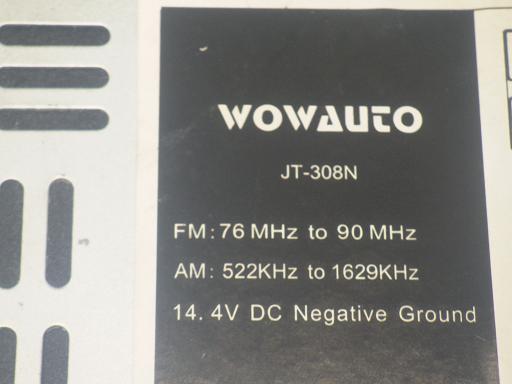 WOWAUTO
JT-308N
FM: 76 MHz to 90 MHz
AM: 522KHz to 1629KHz
14. 4V DC Negative Ground